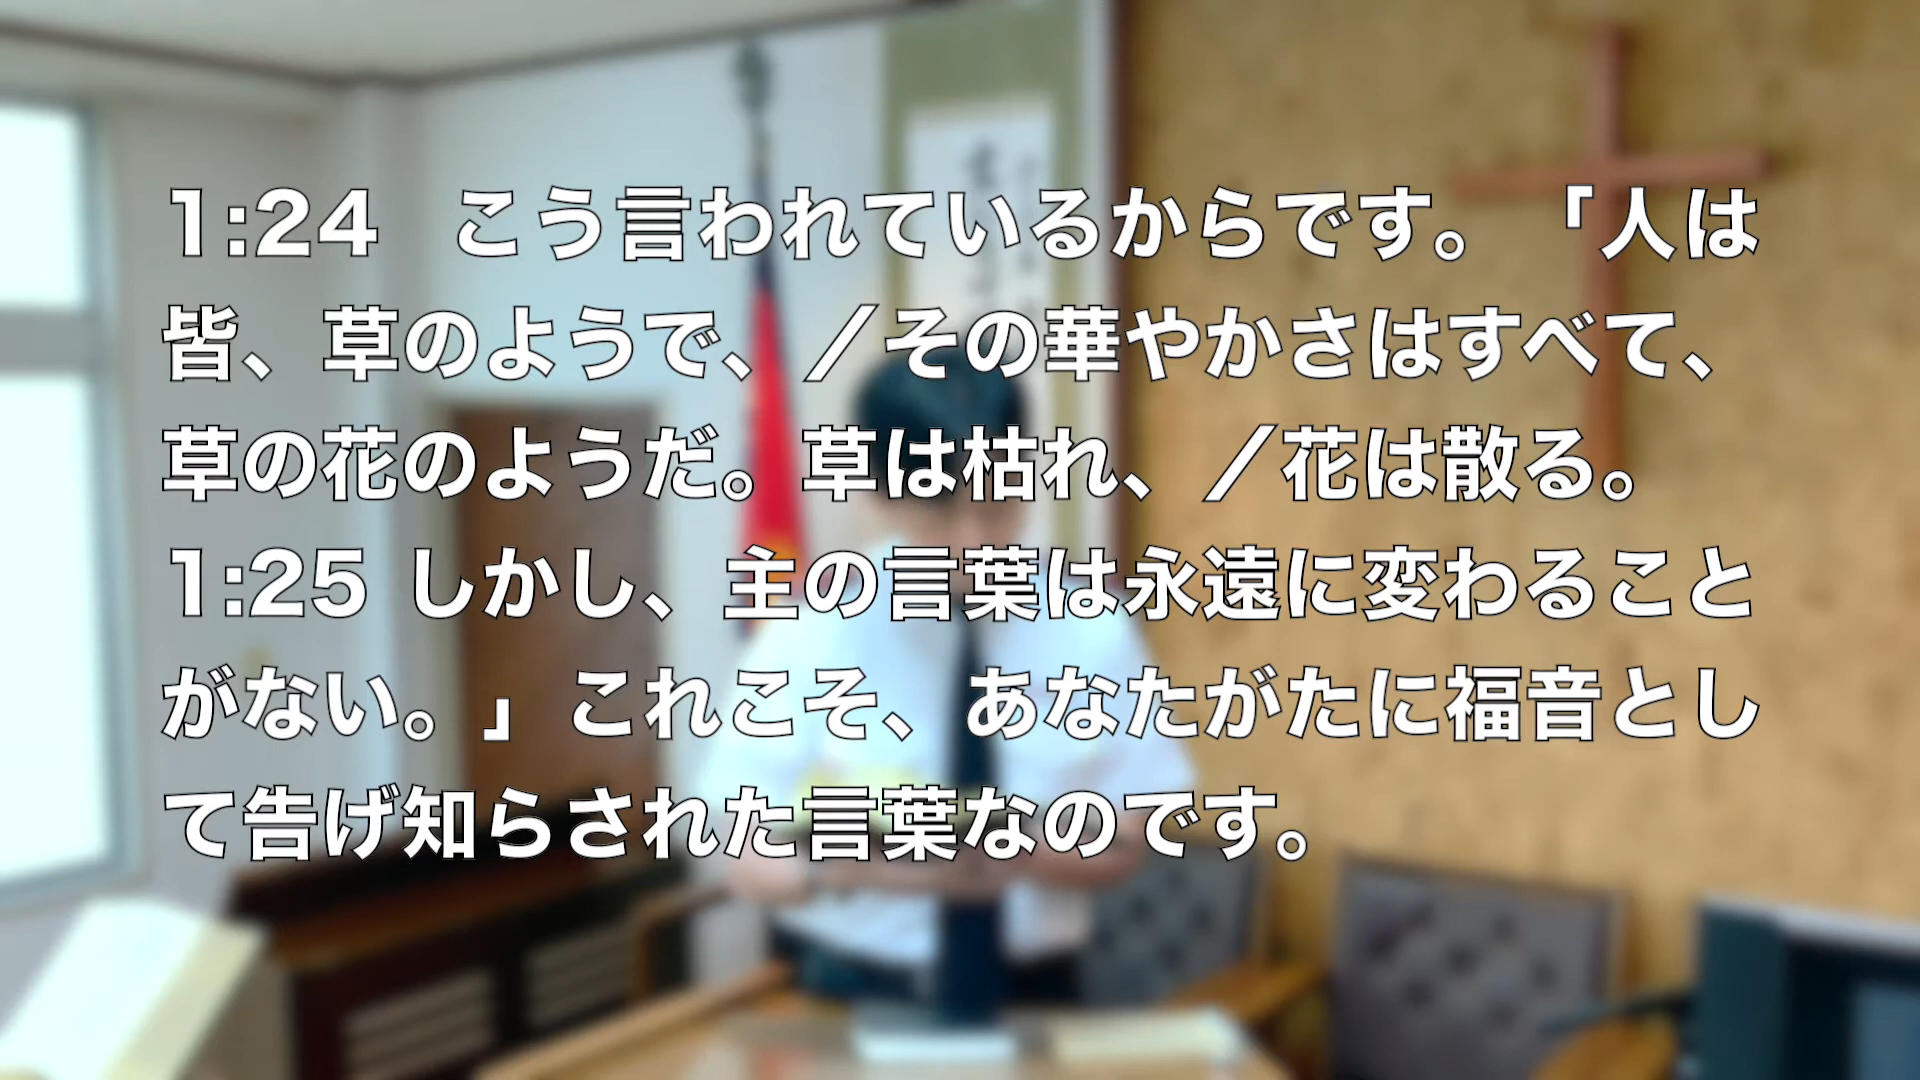 1:24 こう言われているからです。「人は
皆、草のようで、／その華やかさはすべて、
草の花のようだ。草は枯れ、／花は散る。
1:25 しかし、主の言葉は永遠に変わること
がない。」これこそ、あなたがたに福音とし
て告げ知らされた言葉なのです。